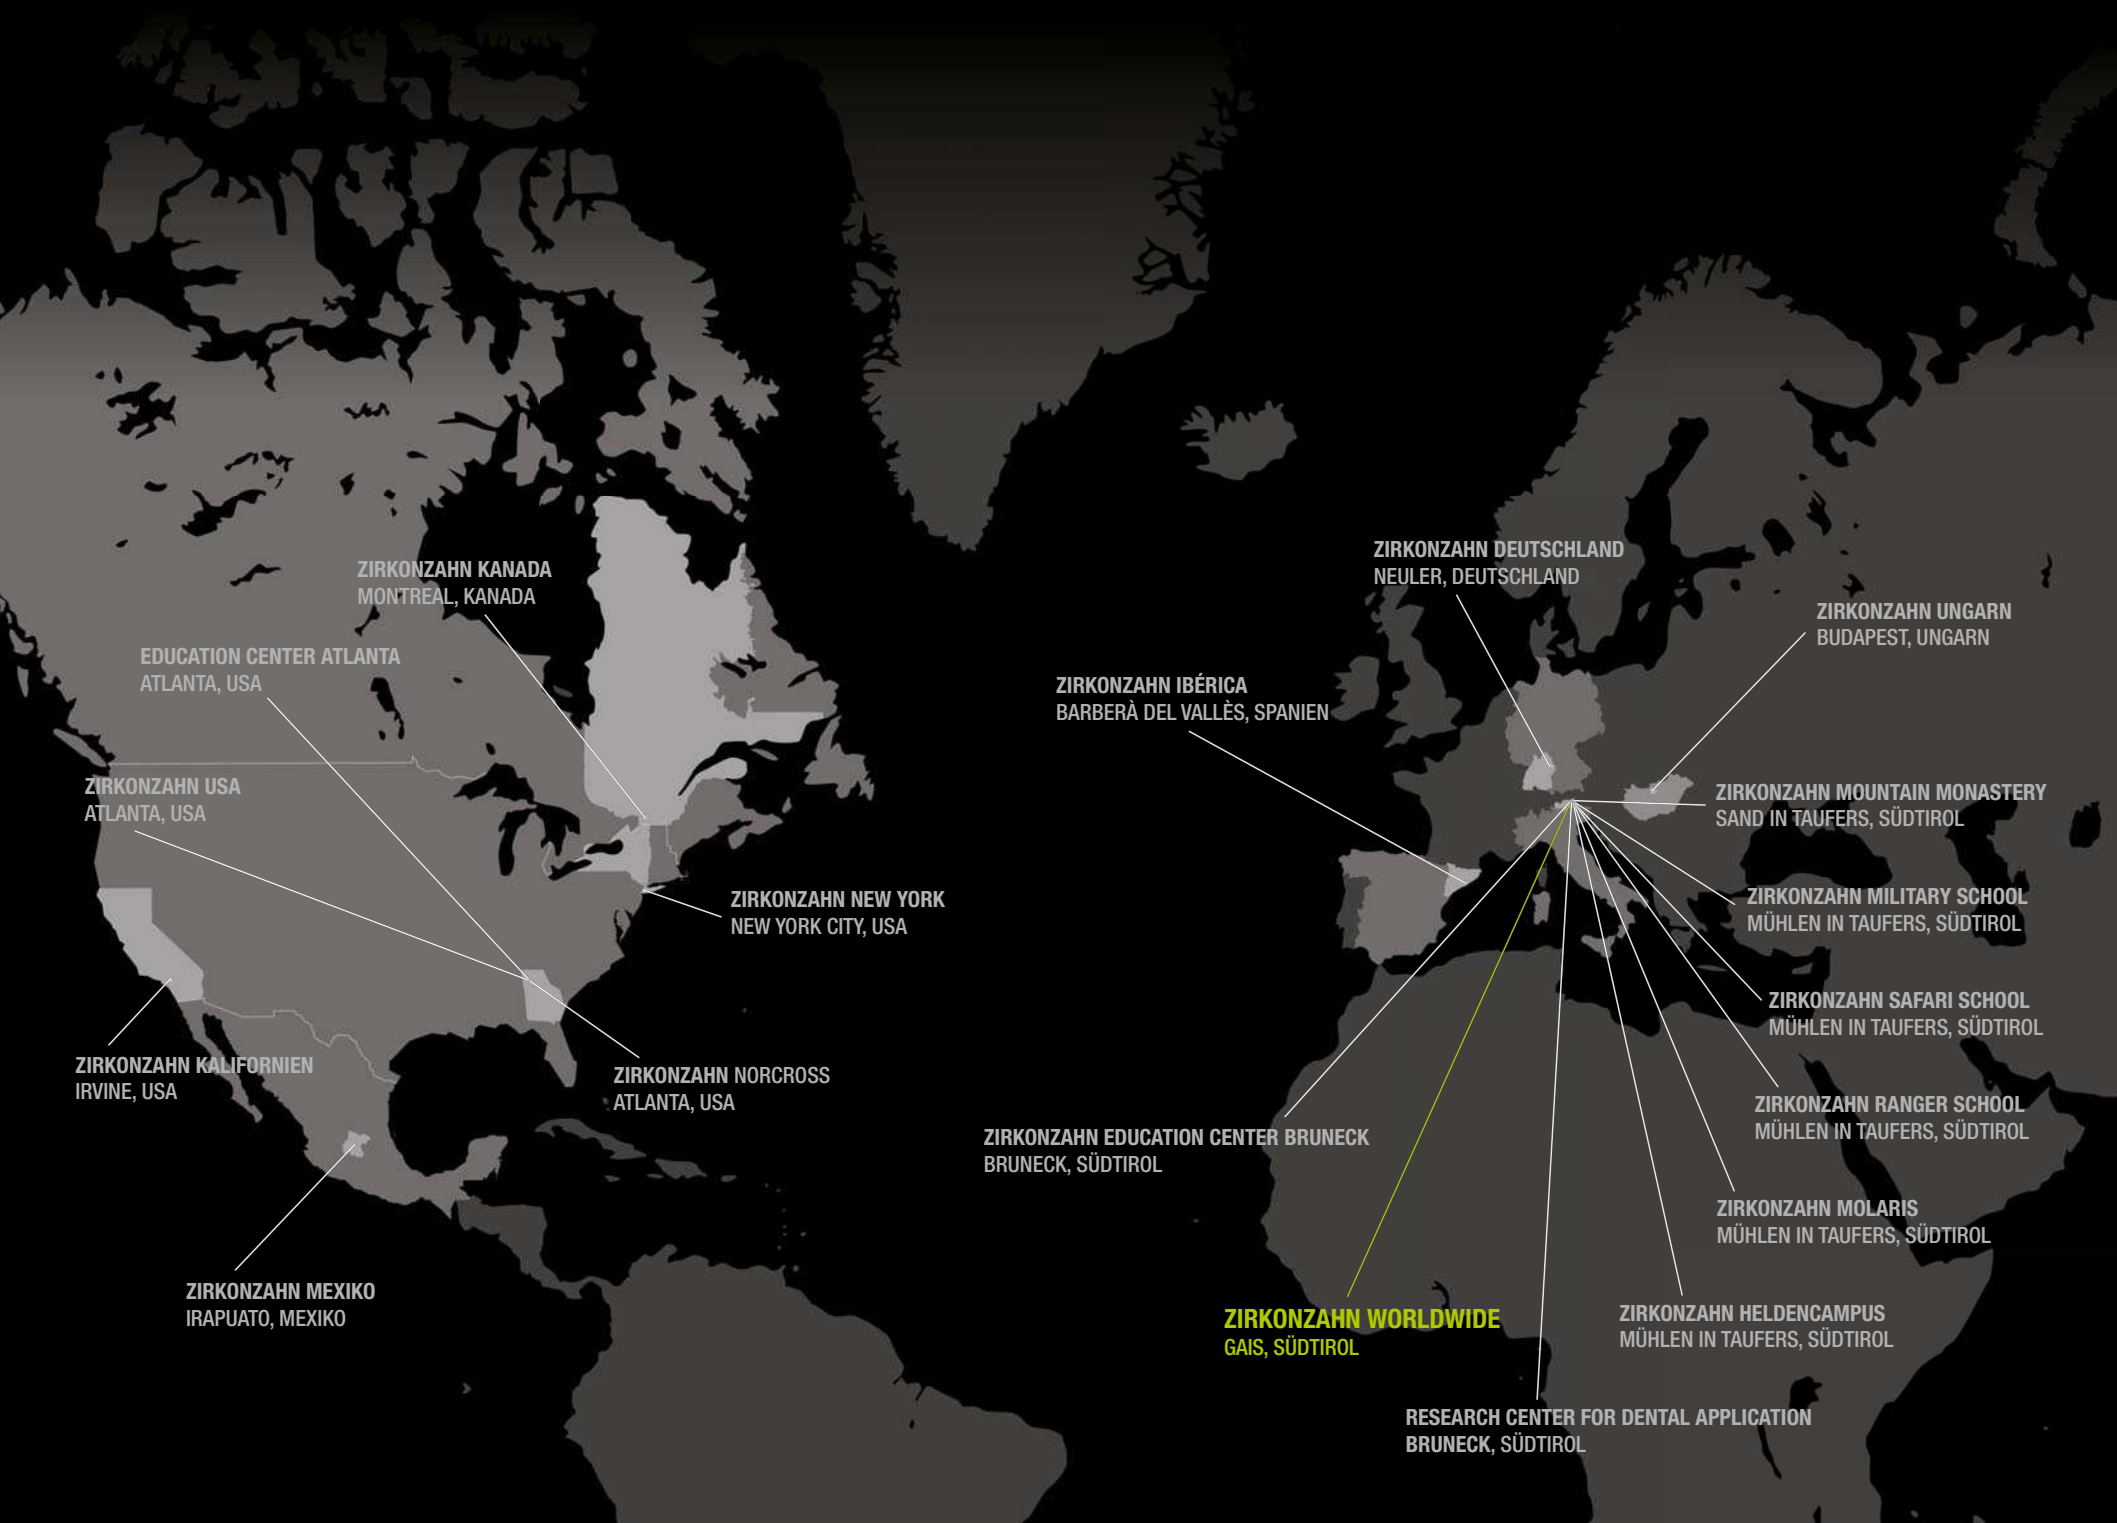 ZIRKONZAHN KANADA
MONTREAL, KANADA
EDUCATION CENTER ATLANTA
ATLANTA, USA
ZIRKONZAHN USA
ATLANTA, USA
ZIRKONZAHN NEW YORK
NEW YORK CITY, USA
ZIRKONZAHN KALIFORNIEN
IRVINE, USA
ZIRKONZAHN NORCROSS
ATLANTA, USA
ZIRKONZAHN MEXIKO
IRAPUATO, MEXIKO
ZIRKONZAHN DEUTSCHLAND
NEULER, DEUTSCHLAND
ZIRKONZAHN UNGARN
BUDAPEST, UNGARN
ZIRKONZAHN IBÉRICA
BARBERÀ DEL VALLÈS, SPANIEN
ZIRKONZAHN MOUNTAIN MONASTERY
SAND IN TAUFERS, SÜDTIROL
ZIRKONZAHN MILITARY SCHOOL
MÜHLEN IN TAUFERS, SÜDTIROL
ZIRKONZAHN SAFARI SCHOOL
MÜHLEN IN TAUFERS, SÜDTIROL
ZIRKONZAHN RANGER SCHOOL
MÜHLEN IN TAUFERS, SÜDTIROL
ZIRKONZAHN EDUCATION CENTER BRUNECK
BRUNECK, SÜDTIROL
ZIRKONZAHN MOLARIS
MÜHLEN IN TAUFERS, SÜDTIROL
ZIRKONZAHN WORLDWIDE
GAIS, SÜDTIROL
ZIRKONZAHN HELDENCAMPUS
MÜHLEN IN TAUFERS, SÜDTIROL
RESEARCH CENTER FOR DENTAL APPLICATION
BRUNECK, SÜDTIROL